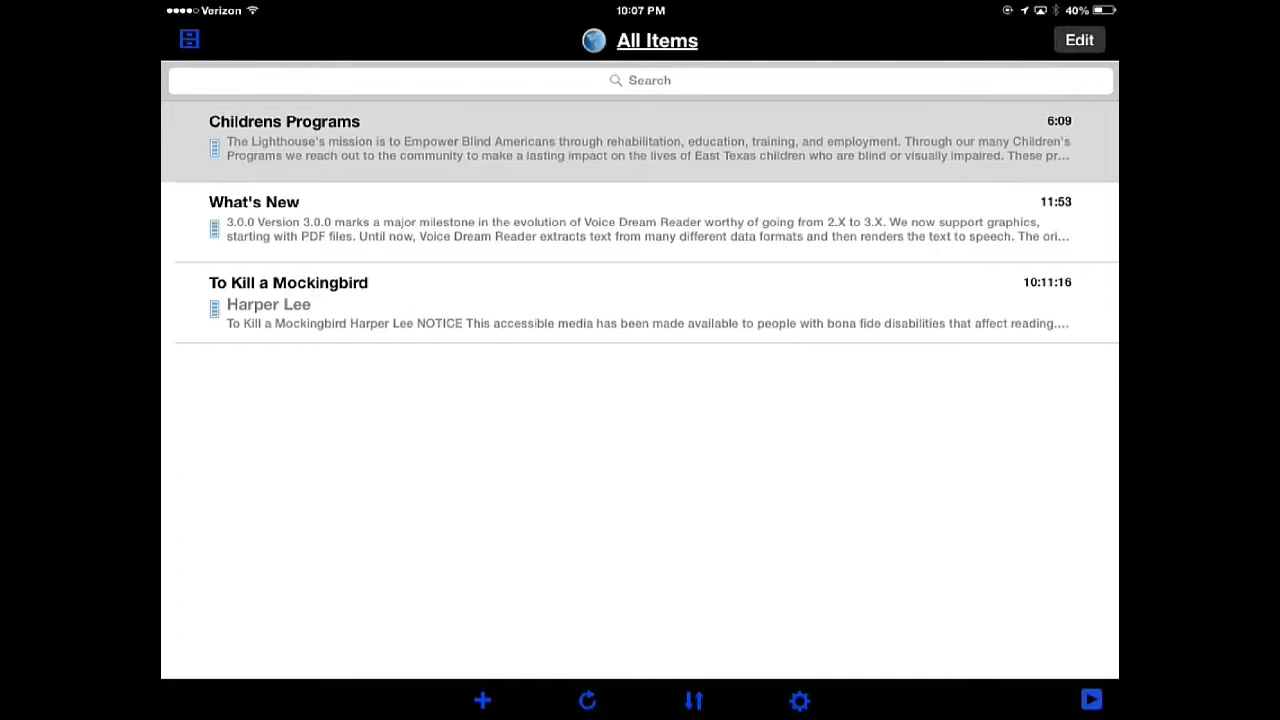 Verizon
10:07 PM
40%
All Items
Edit
Search
Childrens Programs
6:09
The Lighthouse's mission is to Empower Blind Americans through rehabilitation, education, training, and employment. Through our many Children's
Programs we reach out to the community to make a lasting impact on the lives of East Texas children who are blind or visually impaired. These pr...
What's New
11:53
3.0.0 Version 3.0.0 marks a major milestone in the evolution of Voice Dream Reader worthy of going from 2.X to 3.X. We now support graphics,
starting with PDF files. Until now, Voice Dream Reader extracts text from many different data formats and then renders the text to speech. The ori...
To Kill a Mockingbird
10:11:16
Harper Lee
To Kill a Mockingbird Harper Lee NOTICE This accessible media has been made available to people with bona fide disabilities that affect reading....